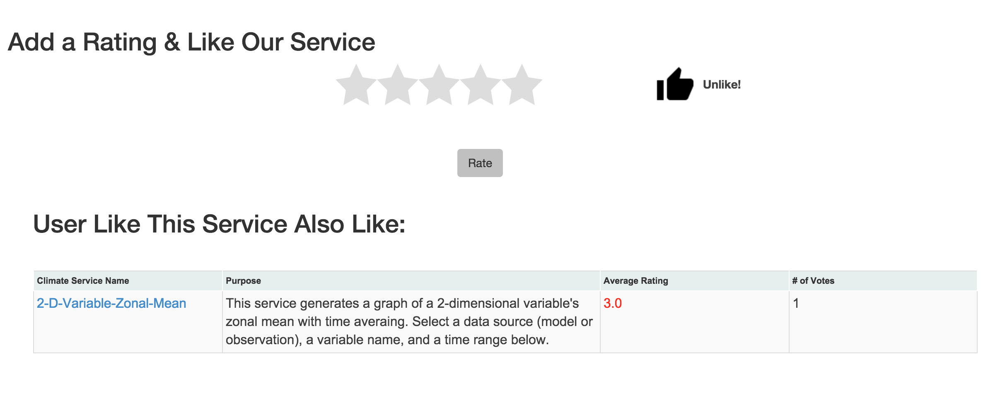 Add a Rating & Like Our Service
Unlike!
Rate
User Like This Service Also Like:
Climate Service Name Purpose Average Rating # of Votes
2-D-Variable-Zonal-Mean This service generates a graph of a 2-dimensional variable's 3.0 1
zonal mean with time averaing. Select a data source (model or
observation), a variable name, and a time range below.